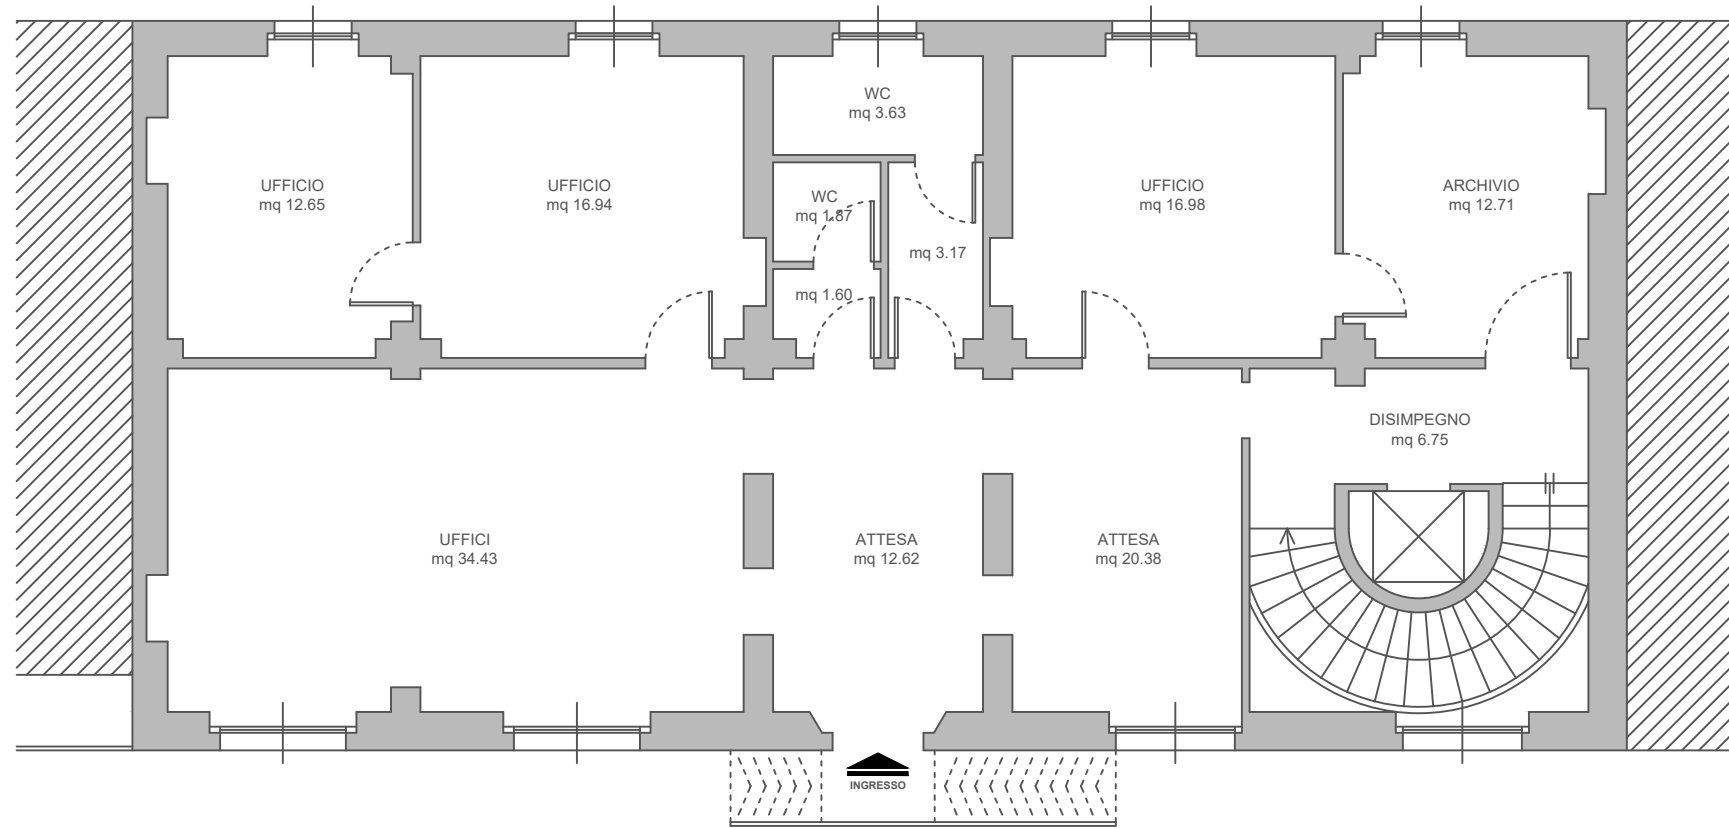 WC
mq 3.63
UFFICIO
mq 12.65
UFFICIO
mq 16.94
WC
mq 1.87
UFFICIO
mq 16.98
ARCHIVIO
mq 12.71
mq 3.17
mq 1.60
DISIMPEGNO
mq 6.75
UFFICI
mq 34.43
ATTESA
mq 12.62
ATTESA
mq 20.38
INGRESSO